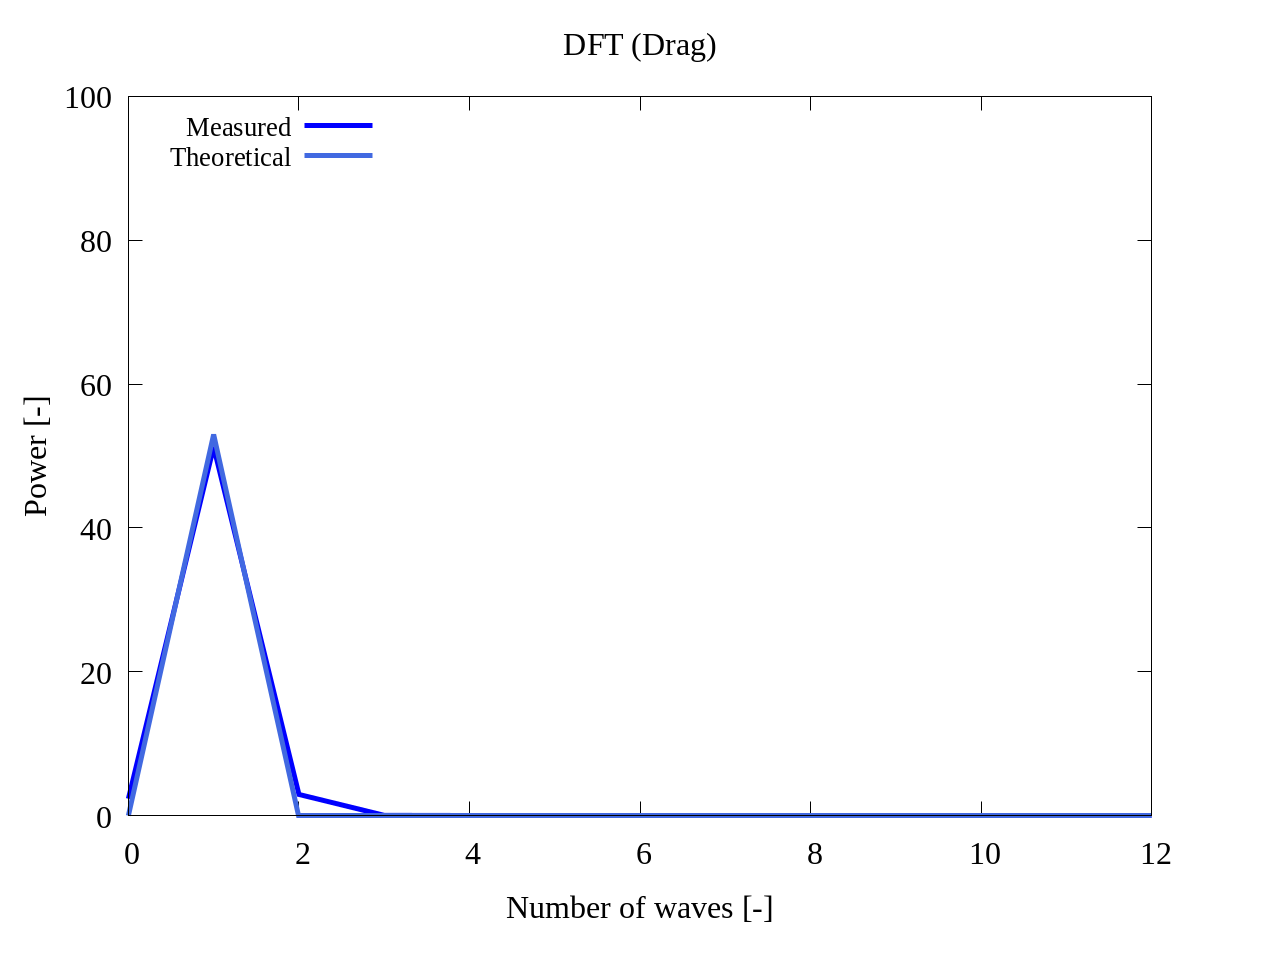 DFT (Drag)
Measured
Theoretical
100
80
60
40
20
0
Power [-]
0 2 4 6 8 10 12
Number of waves [-]